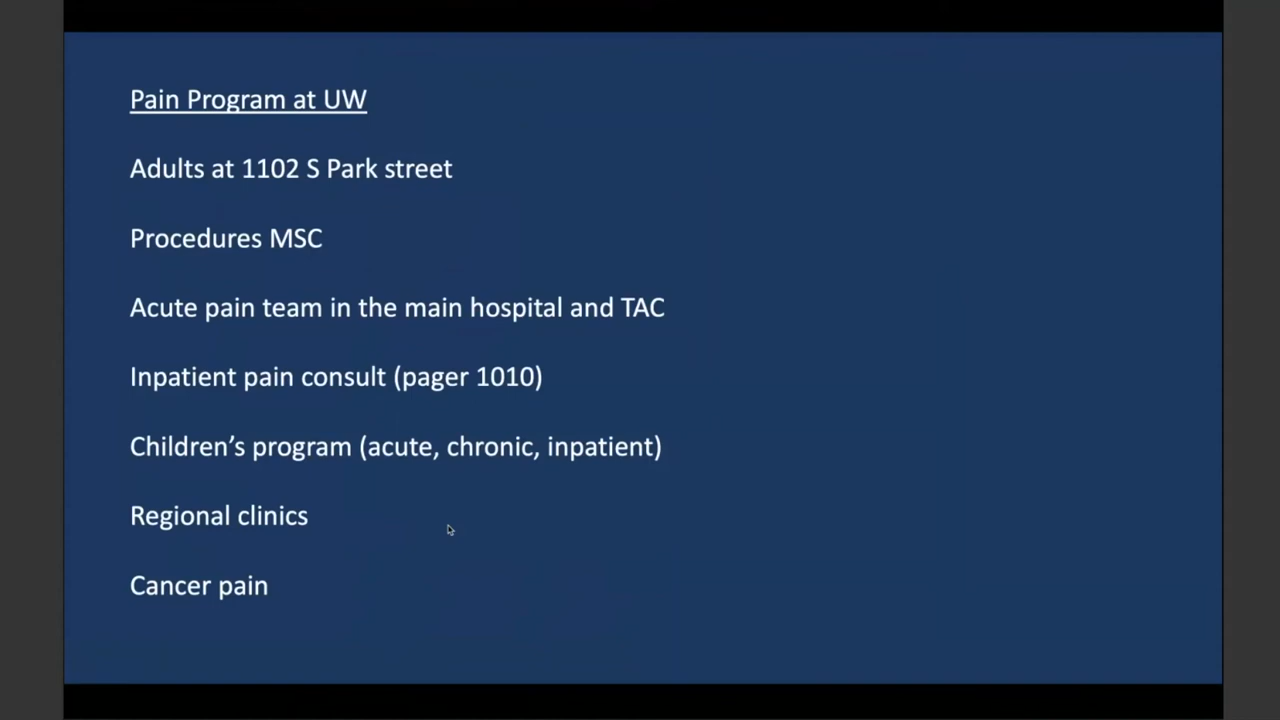 Pain Program at UW
Adults at 1102 S Park street
Procedures MSC
Acute pain team in the main hospital and TAC
Inpatient pain consult (pager 1010)
Children’s program (acute, chronic, inpatient)
Regional clinics
Cancer pain